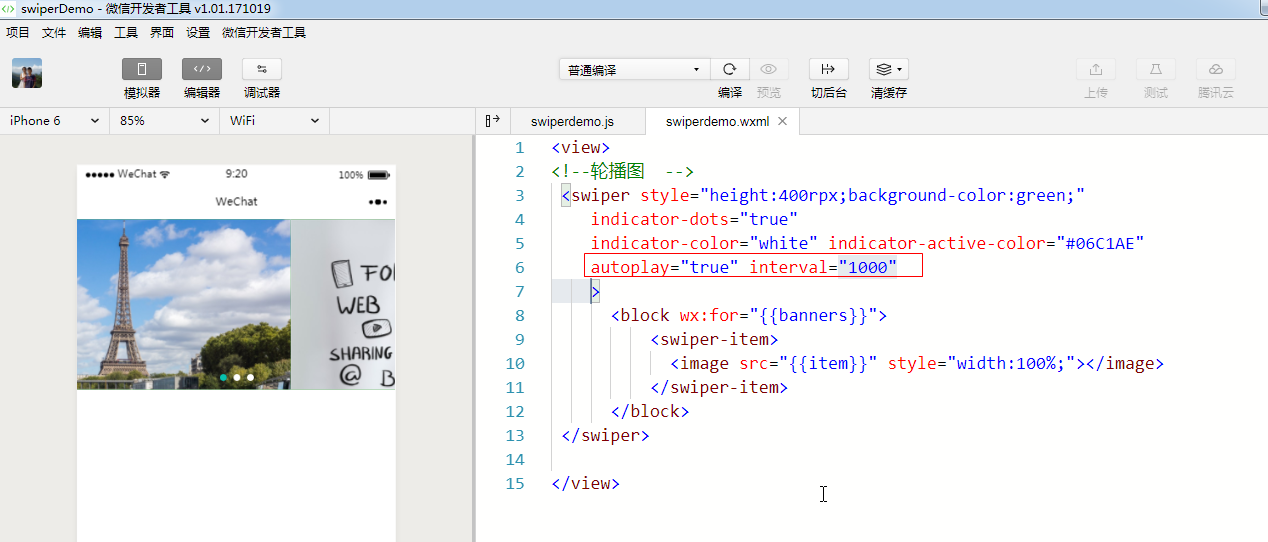 swiperDemo - 微信开发者工具 v1.01.171019
项目 文件 编辑 工具 界面 设置 微信开发者工具
普通编译
模拟器 编辑器 调试器 编译 预览 切后台 清缓存 上传 测试 腾讯云
iPhone 6 85% WiFi swiperdemo.js swiperdemo.wxml
WeChat 9:20 100%
WeChat
FO
WEB
SHARING
@ B
1 <view>
2 <!--轮播图  -->
3 <swiper style="height:400rpx;background-color:green;"
4 indicator-dots="true"
5 indicator-color="white" indicator-active-color="#06C1AE"
6 autoplay="true" interval="1000"
7 >
8 <block wx:for="{{banners}}">
9 <swiper-item>
10 <image src="{{item}}" style="width:100%;"></image>
11 </swiper-item>
12 </block>
13 </swiper>
14
15 </view>